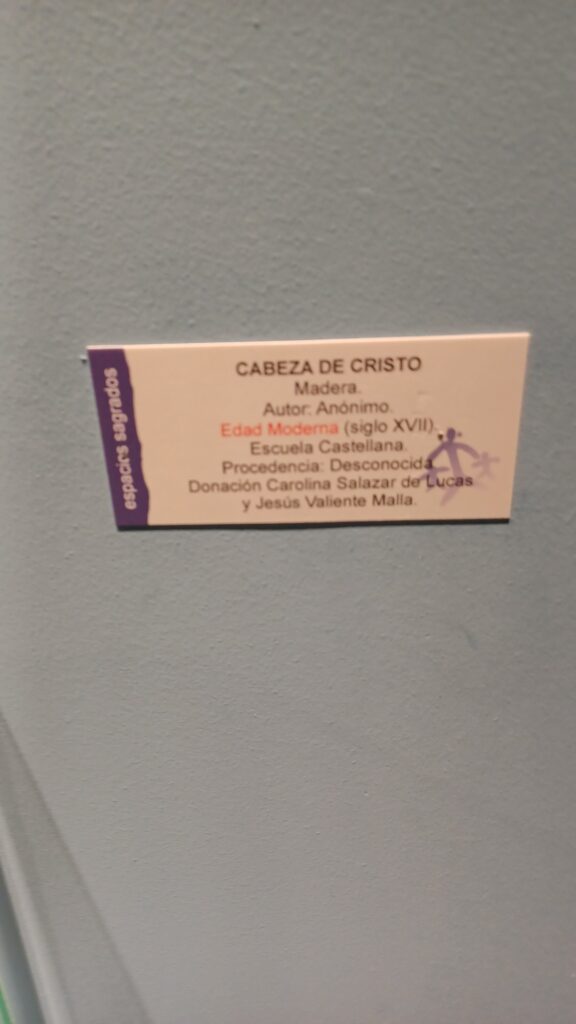 espacios sagrados
CABEZA DE CRISTO
Madera.
Autor: Anónimo.
Edad Moderna (siglo XVII).
Escuela Castellana.
Procedencia: Desconocida
Donación Carolina Salazar de Lucas
y Jesús Valiente Malla.